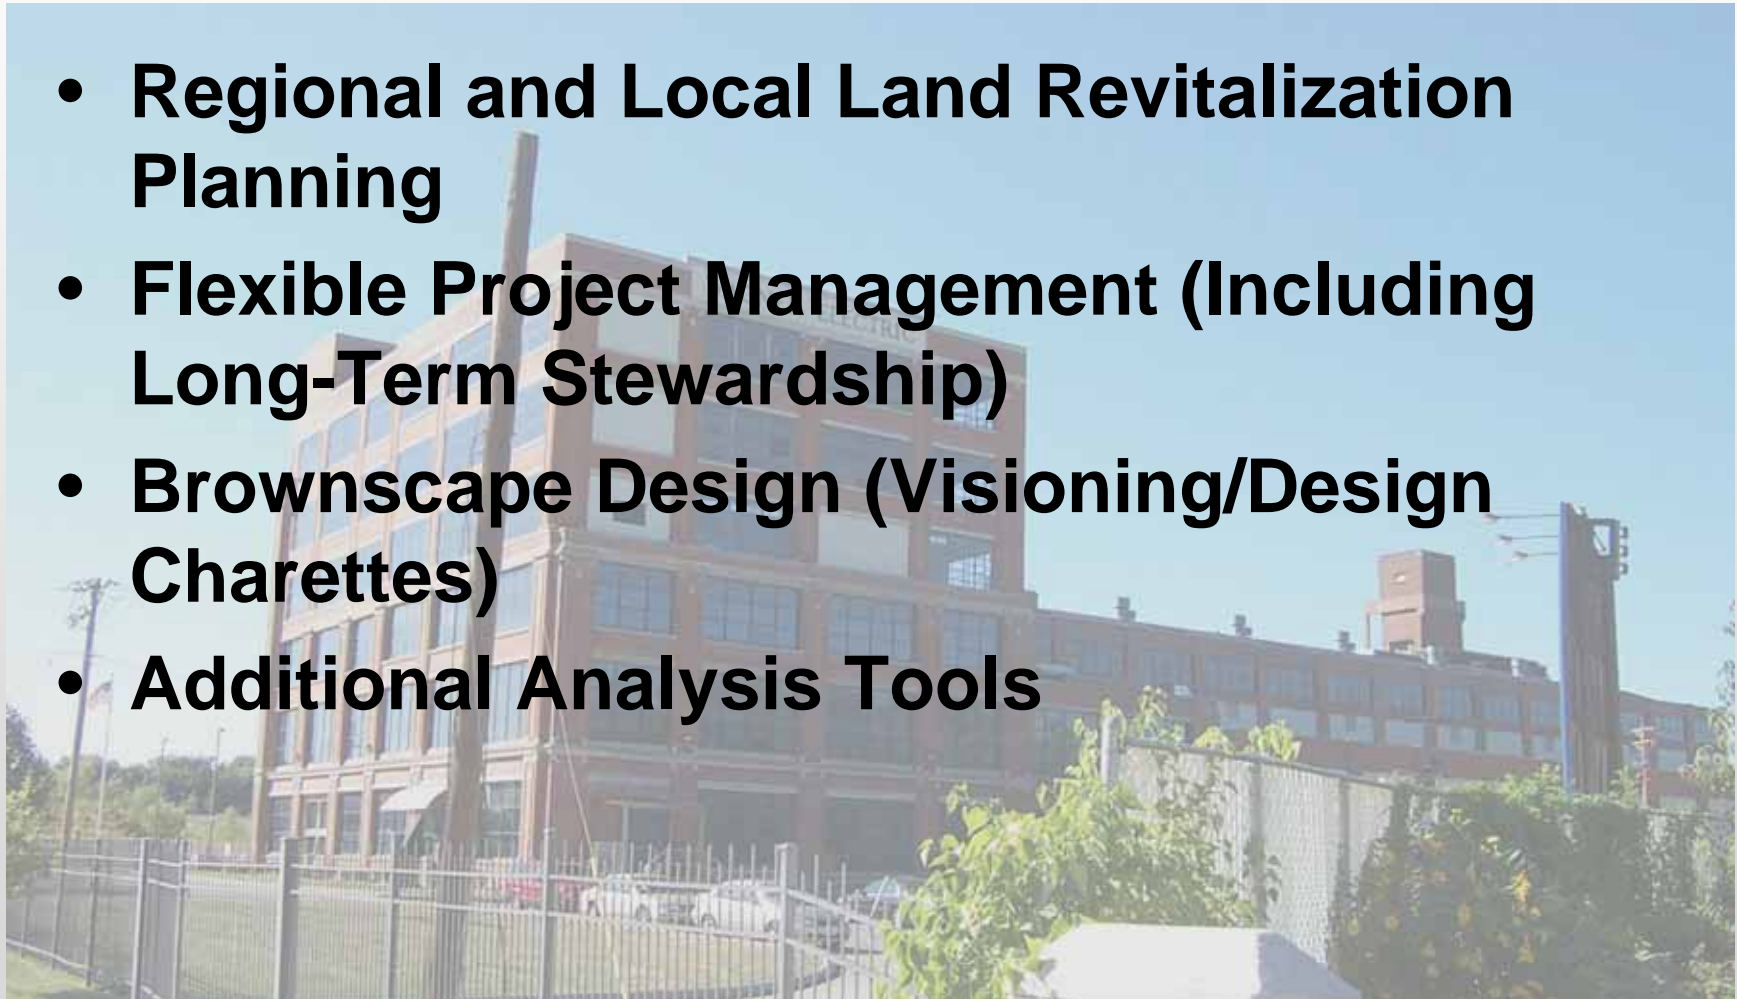 • Regional and Local Land Revitalization
Planning
• Flexible Project Management (Including
Long-Term Stewardship)
• Brownscape Design (Visioning/Design
Charettes)
• Additional Analysis Tools
ELECTRIC